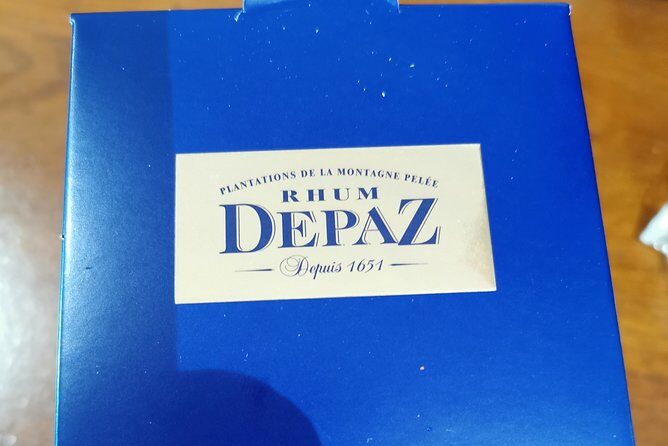 PLANTATIONS DE LA MONTAGNE PELÉE
RHUM
DEPAZ
Depuis 1651